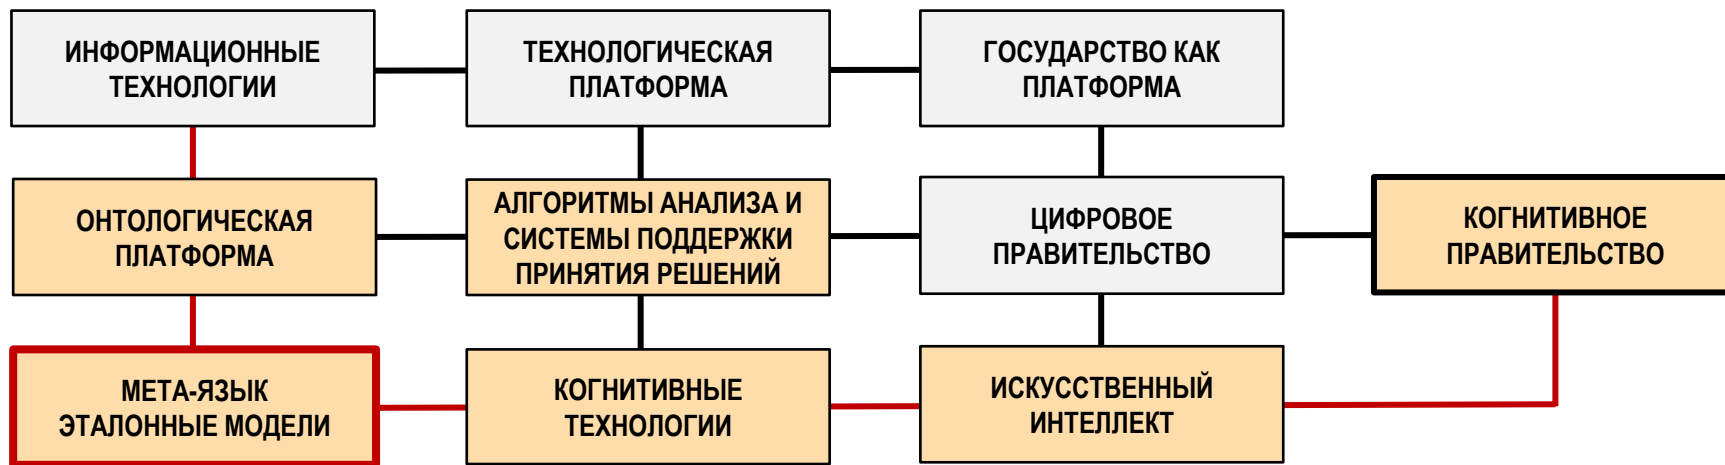 ИНФОРМАЦИОННЫЕ
ТЕХНОЛОГИИ
ТЕХНОЛОГИЧЕСКАЯ
ПЛАТФОРМА
ГОСУДАРСТВО КАК
ПЛАТФОРМА
ОНТОЛОГИЧЕСКАЯ
ПЛАТФОРМА
АЛГОРИТМЫ АНАЛИЗА И
СИСТЕМЫ ПОДДЕРЖКИ
ПРИНЯТИЯ РЕШЕНИЙ
ЦИФРОВОЕ
ПРАВИТЕЛЬСТВО
КОГНИТИВНОЕ
ПРАВИТЕЛЬСТВО
МЕТА-ЯЗЫК
ЭТАЛОННЫЕ МОДЕЛИ
КОГНИТИВНЫЕ
ТЕХНОЛОГИИ
ИСКУССТВЕННЫЙ
ИНТЕЛЛЕКТ